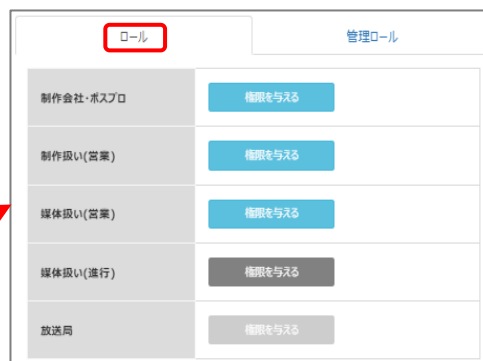 ロール 管理ロール
制作会社・ポスプロ 権限を与える
制作扱い(営業) 権限を与える
媒体扱い(営業) 権限を与える
媒体扱い(進行) 権限を与える
放送局 権限を与える